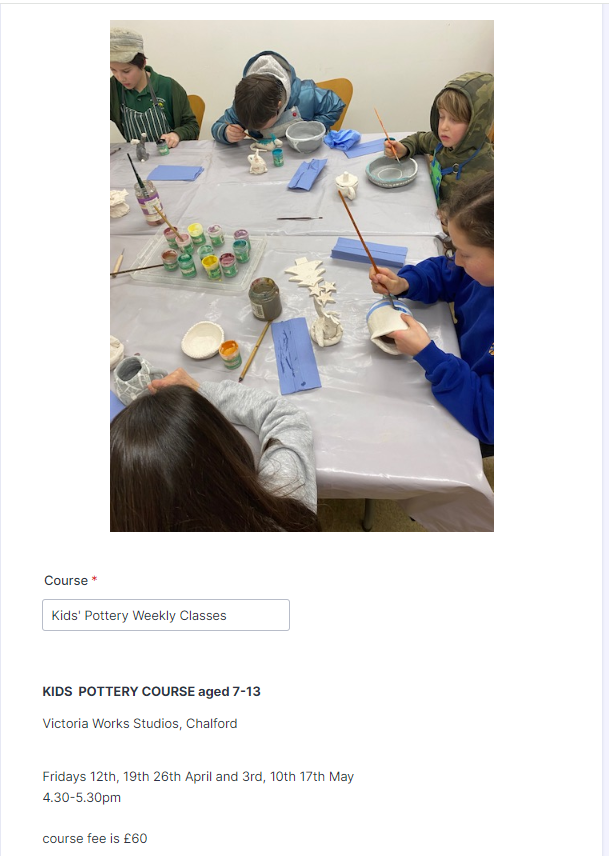 Course *
Kids' Pottery Weekly Classes
KIDS POTTERY COURSE aged 7-13
Victoria Works Studios, Chalford
Fridays 12th, 19th 26th April and 3rd, 10th 17th May
4.30-5.30pm
course fee is £60